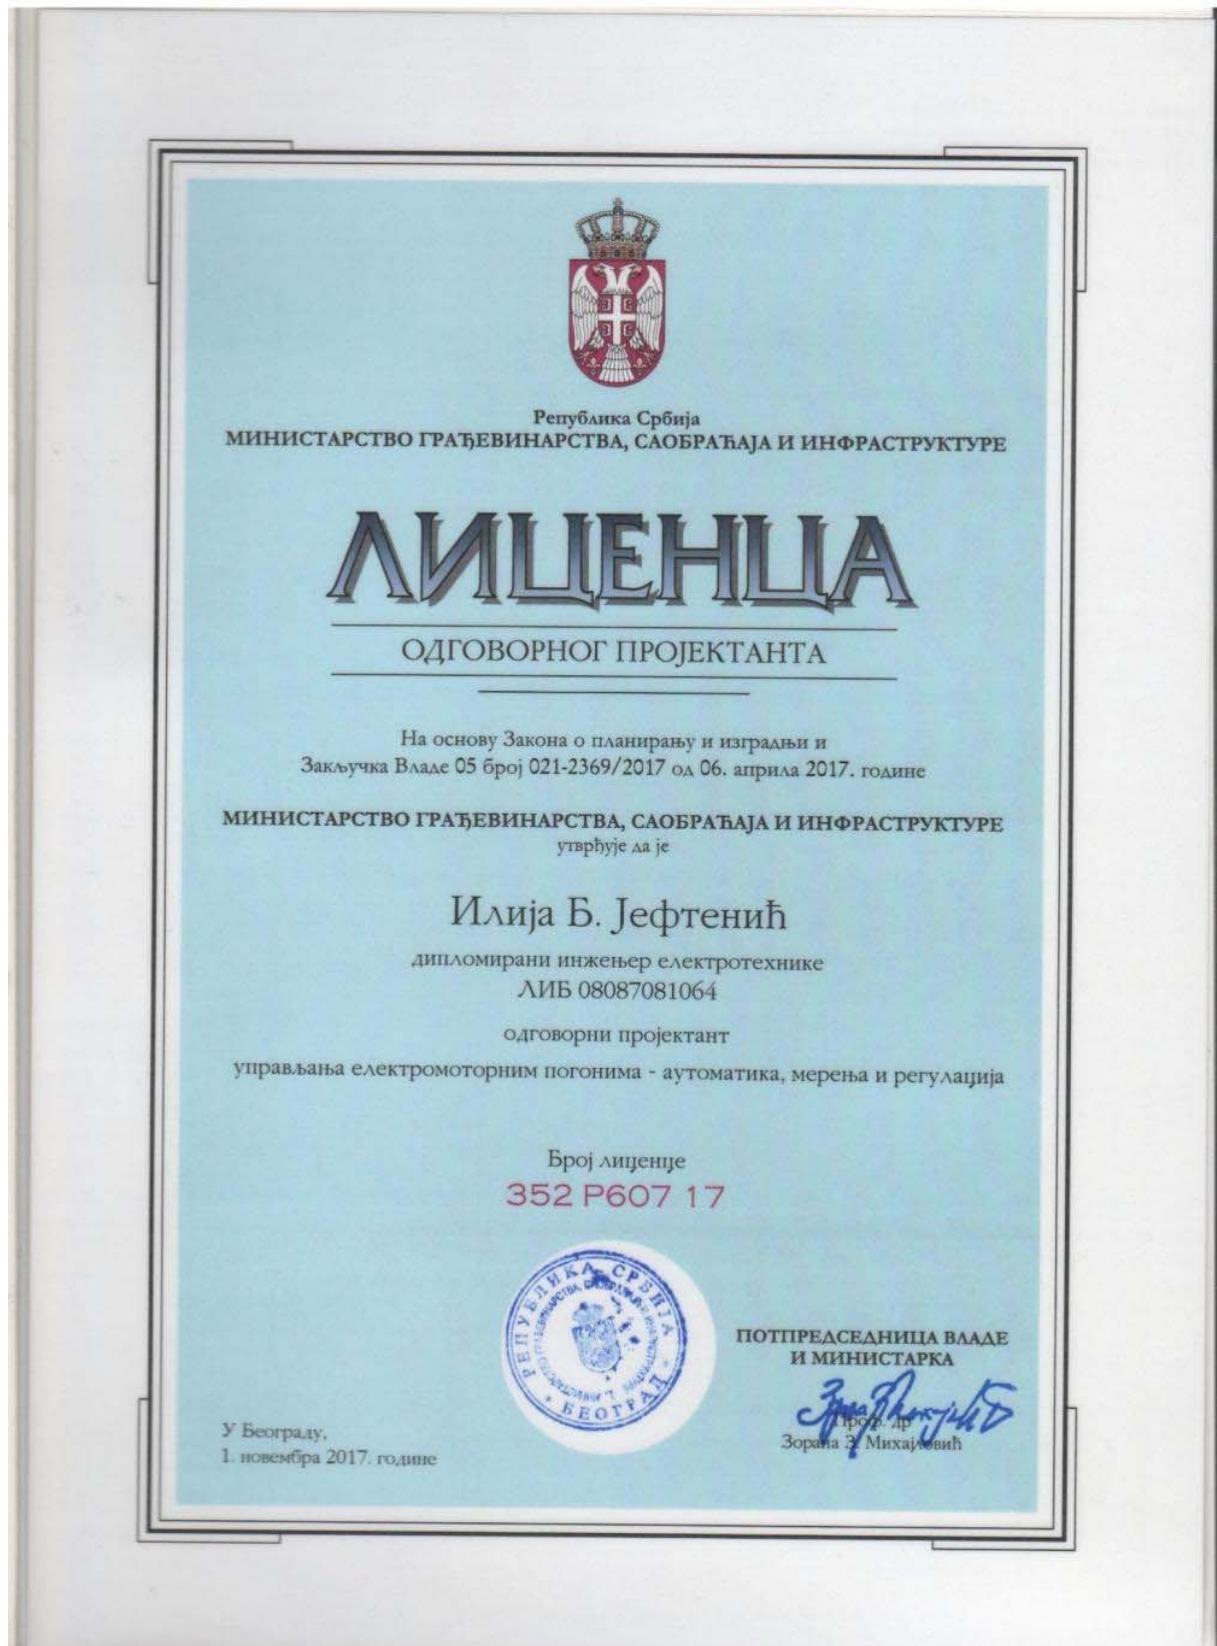 Република Србија
МИНИСТАРСТВО ГРАЂЕВИНАРСТВА, САОБРАЋАЈА И ИНФРАСТРУКТУРЕ
ЛИЦЕНЦА
ОДГОВОРНОГ ПРОЈЕКТАНТА
На основу Закона о планирању и изградњи и
Закључка Владе 05 број 021-2369/2017 од 06. априла 2017. године
МИНИСТАРСТВО ГРАЂЕВИНАРСТВА, САОБРАЋАЈА И ИНФРАСТРУКТУРЕ
утврђује да је
Илија Б. Јефтенић
дипломирани инжењер електротехнике
ЛИБ 08087081064
одговорни пројектант
управљања електромоторним погонима - аутоматика, мерења и регулација
Број лиценце
352 P607 17
РЕПУБЛИКА СРБИЈА
БЕОГРАД
ПОТПРЕДСЕДНИЦА ВЛАДЕ
И МИНИСТАРКА
Проф. др
Зорана З. Михајловић
У Београду,
1. новембра 2017. године